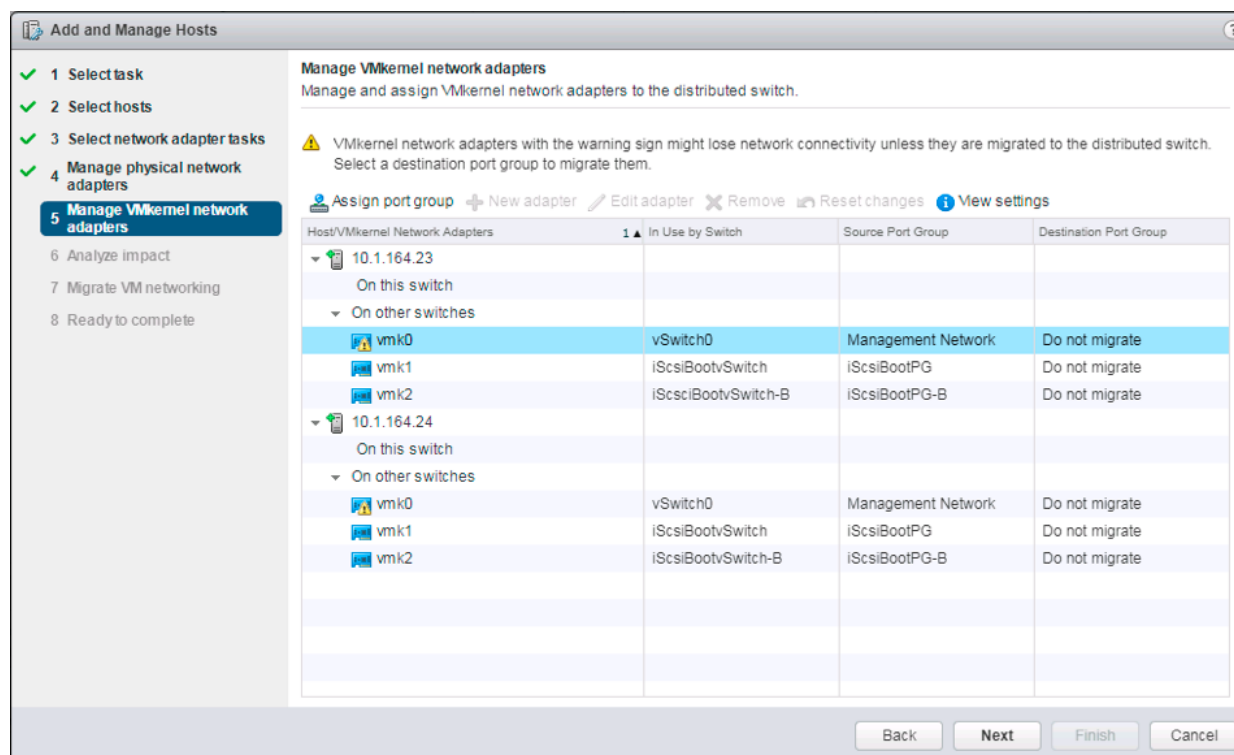 Add and Manage Hosts
?
1 Select task
2 Select hosts
3 Select network adapter tasks
4 Manage physical network
adapters
5 Manage VMkernel network
adapters
6 Analyze impact
7 Migrate VM networking
8 Ready to complete
Manage VMkernel network adapters
Manage and assign VMkernel network adapters to the distributed switch.
VMkernel network adapters with the warning sign might lose network connectivity unless they are migrated to the distributed switch.
Select a destination port group to migrate them.
Assign port group New adapter Edit adapter Remove Reset changes View settings
Host/VMkernel Network Adapters 1 ▲ In Use by Switch Source Port Group Destination Port Group
10.1.164.23
On this switch
On other switches
vmk0 vSwitch0 Management Network Do not migrate
vmk1 iScsiBootvSwitch iScsiBootPG Do not migrate
vmk2 iScsciBootvSwitch-B iScsiBootPG-B Do not migrate
10.1.164.24
On this switch
On other switches
vmk0 vSwitch0 Management Network Do not migrate
vmk1 iScsiBootvSwitch iScsiBootPG Do not migrate
vmk2 iScsiBootvSwitch-B iScsiBootPG-B Do not migrate
Back Next Finish Cancel